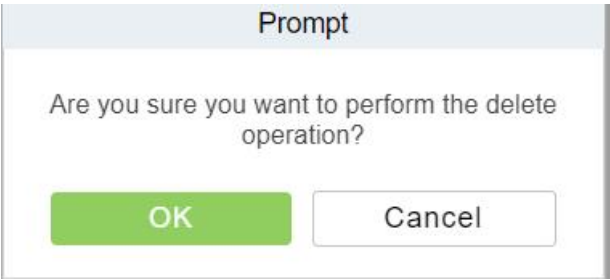 Prompt
Are you sure you want to perform the delete
operation?
OK
Cancel